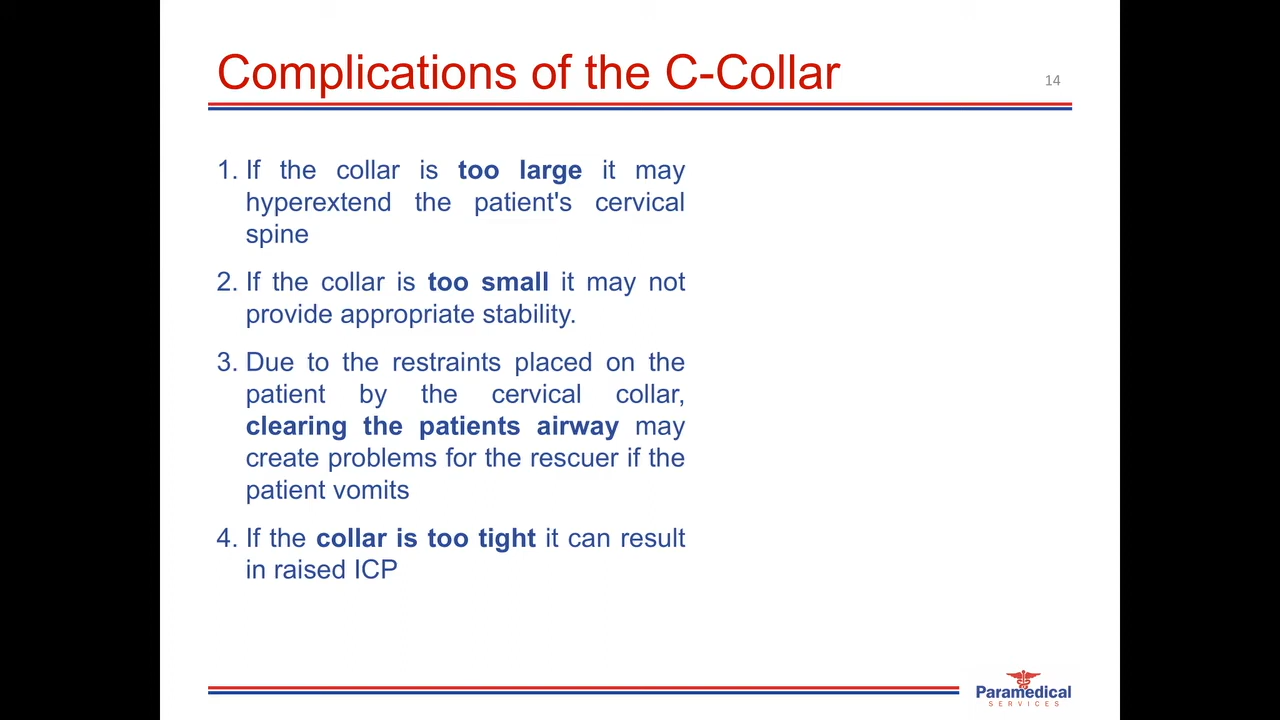 Complications of the C-Collar
14
1. If the collar is too large it may
hyperextend the patient's cervical
spine
2. If the collar is too small it may not
provide appropriate stability.
3. Due to the restraints placed on the
patient by the cervical collar,
clearing the patients airway may
create problems for the rescuer if the
patient vomits
4. If the collar is too tight it can result
in raised ICP
Paramedical
SERVICES